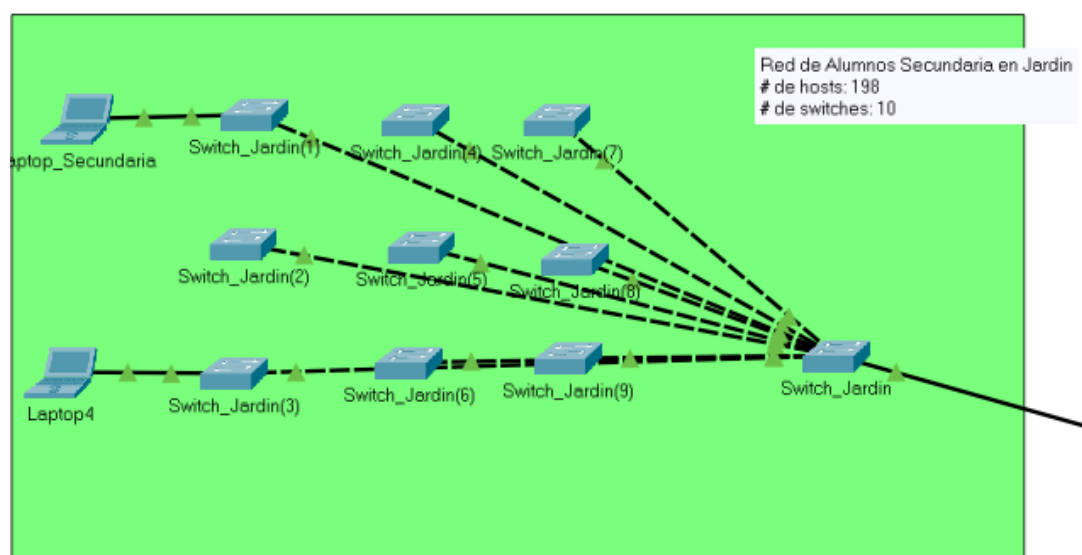 Red de Alumnos Secundaria en Jardin
# de hosts: 198
# de switches: 10
aptop_Secundaria
Switch_Jardin(1)
Switch_Jardin(4)
Switch_Jardin(7)
Switch_Jardin(2)
Switch_Jardin(5)
Switch_Jardin(8)
Laptop4
Switch_Jardin(3)
Switch_Jardin(6)
Switch_Jardin(9)
Switch_Jardin